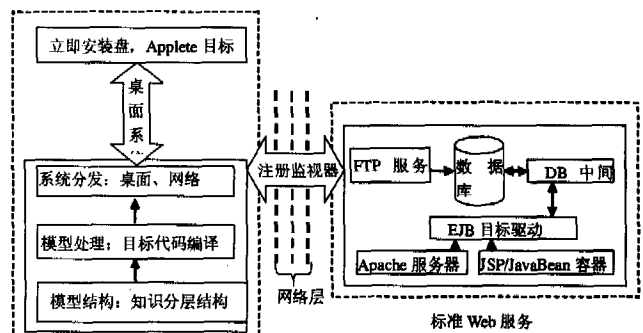 立即安装盘，Applete 目标
桌
面
系
系统分发：桌面、网络
模型处理：目标代码编译
模型结构：知识分层结构
注册监视器
网络层
FTP 服务
数 据
库
DB 中间
EJB 目标驱动
Apache 服务器
JSP/JavaBean 容器
标准 Web 服务